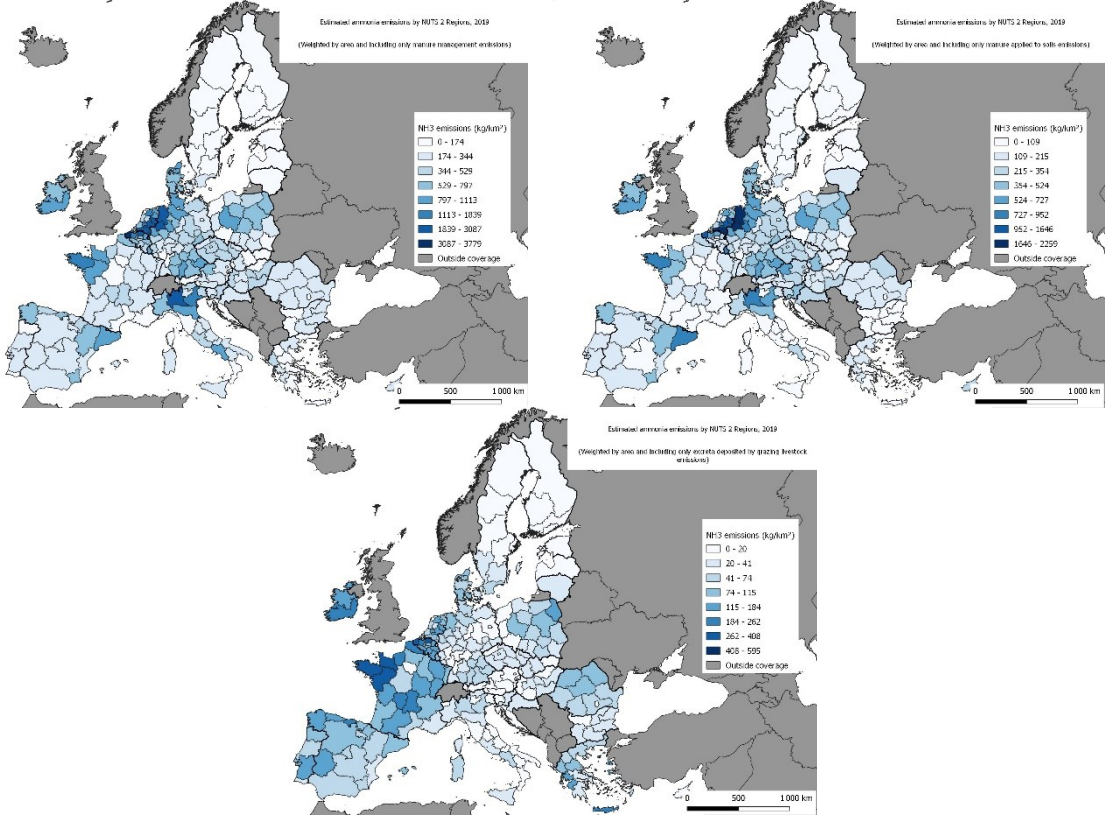 Estimated ammonia emissions by NUTS 2 Regions, 2019
(Weighted by area and including only manure management emissions)
NH3 emissions (kg/km²)
0 - 174
174 - 344
344 - 529
529 - 797
797 - 1113
1113 - 1839
1839 - 3087
3087 - 3779
Outside coverage
0 500 1000 km
Estimated ammonia emissions by NUTS 2 Regions, 2019
(Weighted by area and including only manure applied to soils emissions)
NH3 emissions (kg/km²)
0 - 109
109 - 215
215 - 354
354 - 524
524 - 727
727 - 952
952 - 1646
1646 - 2259
Outside coverage
0 500 1000 km
Estimated ammonia emissions by NUTS 2 Regions, 2019
(Weighted by area and including only excreta deposited by grazing livestock
emissions)
NH3 emissions (kg/km²)
0 - 20
20 - 41
41 - 74
74 - 115
115 - 184
184 - 262
262 - 408
408 - 595
Outside coverage
0 500 1000 km